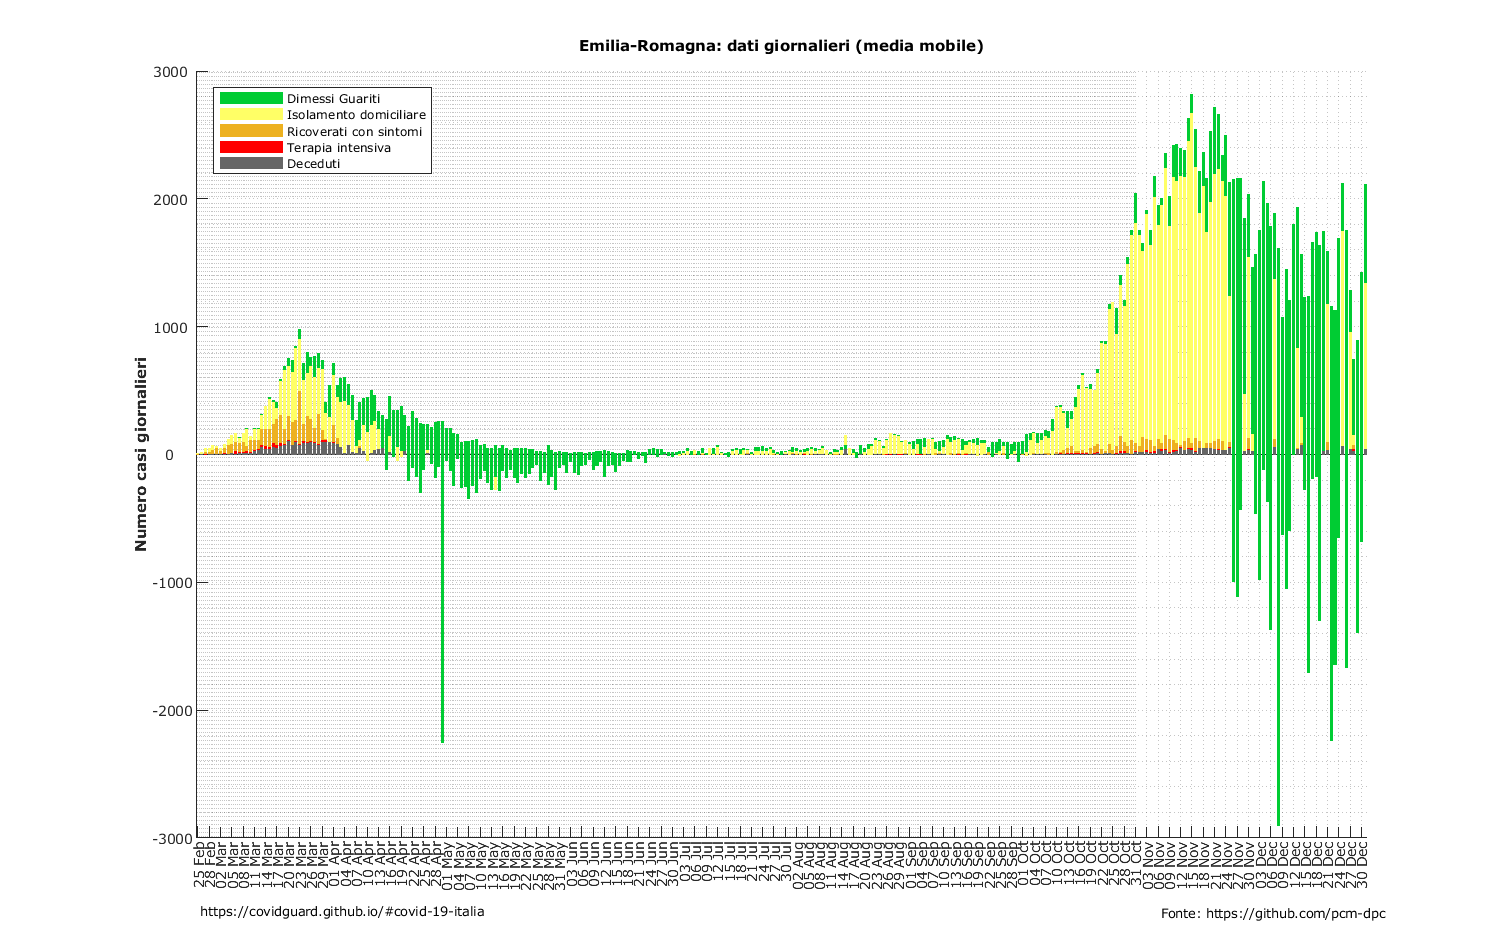 Emilia-Romagna: dati giornalieri (media mobile)
3000
2000
1000
0
-1000
-2000
-3000
Numero casi giornalieri
Dimessi Guariti
Isolamento domiciliare
Ricoverati con sintomi
Terapia intensiva
Deceduti
25 Feb
28 Feb
02 Mar
05 Mar
08 Mar
11 Mar
14 Mar
17 Mar
20 Mar
23 Mar
26 Mar
29 Mar
01 Apr
04 Apr
07 Apr
10 Apr
13 Apr
16 Apr
19 Apr
22 Apr
25 Apr
28 Apr
01 May
04 May
07 May
10 May
13 May
16 May
19 May
22 May
25 May
28 May
31 May
03 Jun
06 Jun
09 Jun
12 Jun
15 Jun
18 Jun
21 Jun
24 Jun
27 Jun
30 Jun
03 Jul
06 Jul
09 Jul
12 Jul
15 Jul
18 Jul
21 Jul
24 Jul
27 Jul
30 Jul
02 Aug
05 Aug
08 Aug
11 Aug
14 Aug
17 Aug
20 Aug
23 Aug
26 Aug
29 Aug
01 Sep
04 Sep
07 Sep
10 Sep
13 Sep
16 Sep
19 Sep
22 Sep
25 Sep
28 Sep
01 Oct
04 Oct
07 Oct
10 Oct
13 Oct
16 Oct
19 Oct
22 Oct
25 Oct
28 Oct
31 Oct
03 Nov
06 Nov
09 Nov
12 Nov
15 Nov
18 Nov
21 Nov
24 Nov
27 Nov
30 Nov
03 Dec
06 Dec
09 Dec
12 Dec
15 Dec
18 Dec
21 Dec
24 Dec
27 Dec
30 Dec
https://covidguard.github.io/#covid-19-italia
Fonte: https://github.com/pcm-dpc